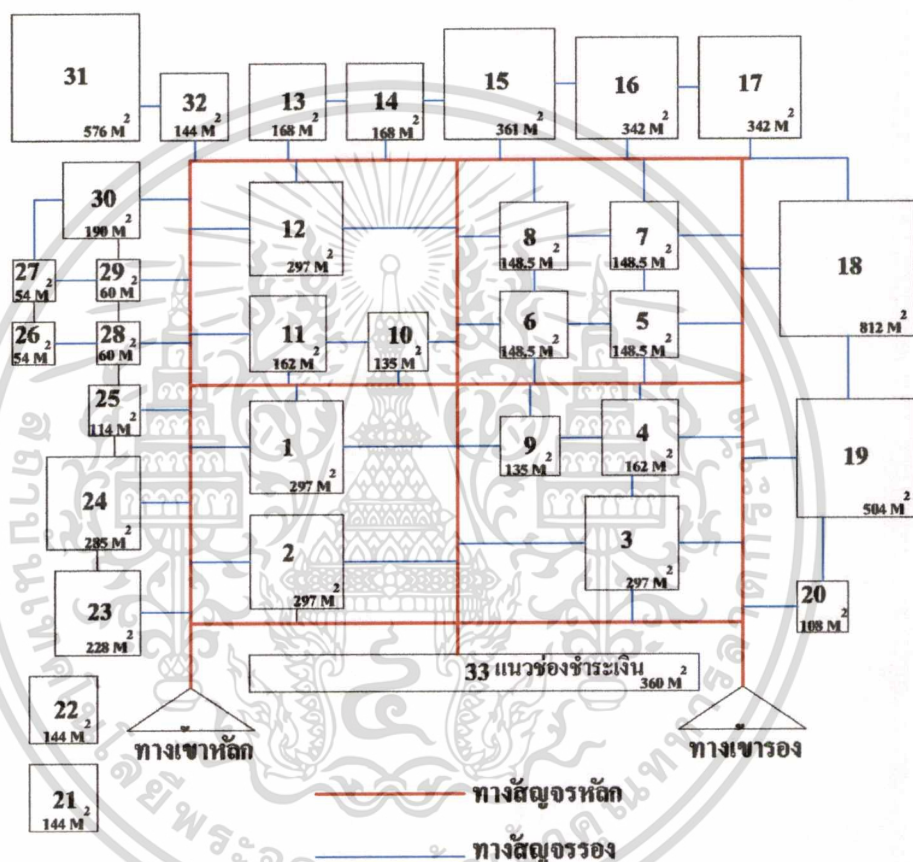 31 576 M²
32 144 M²
13 168 M²
14 168 M²
15 361 M²
16 342 M²
17 342 M²
30 190 M²
12 297 M²
8 148.5 M²
7 148.5 M²
18 812 M²
27 54 M²
29 60 M²
26 54 M²
28 60 M²
11 162 M²
10 135 M²
6 148.5 M²
5 148.5 M²
25 114 M²
1 297 M²
9 135 M²
4 162 M²
19 504 M²
24 285 M²
2 297 M²
3 297 M²
20 108 M²
23 228 M²
33 แนวช่องชำระเงิน 360 M²
22 144 M²
ทางเข้าหลัก
ทางเข้ารอง
21 144 M²
ทางสัญจรหลัก
ทางสัญจรรอง